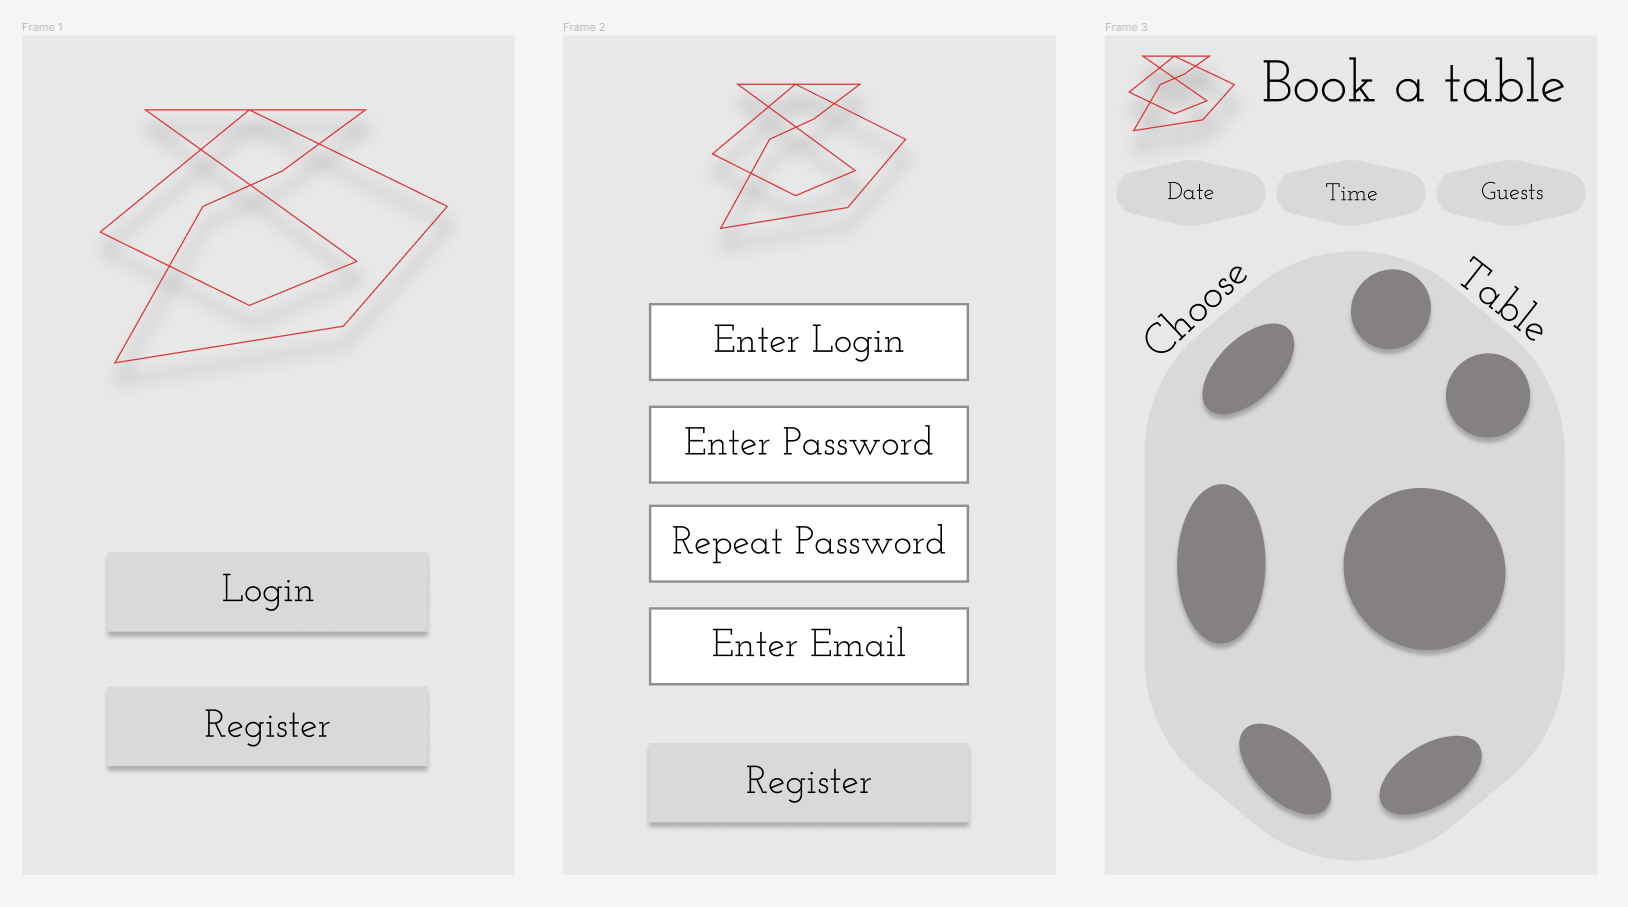 Frame 1
Login
Register
Frame 2
Enter Login
Enter Password
Repeat Password
Enter Email
Register
Frame 3
Book a table
Date
Time
Guests
Choose
Table